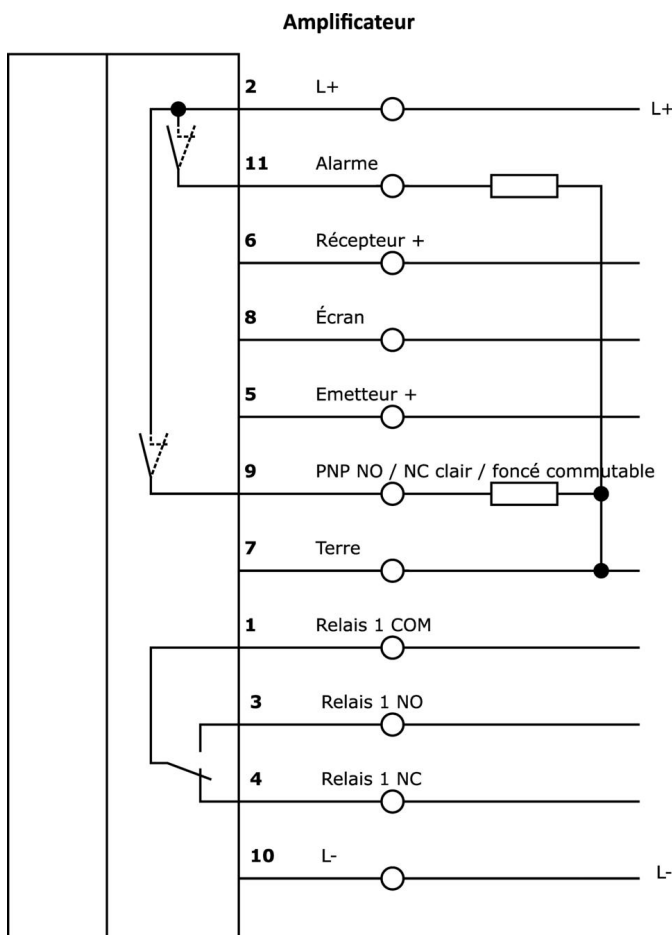 Amplificateur
2 L+ L+
11 Alarme
6 Récepteur +
8 Écran
5 Emetteur +
9 PNP NO / NC clair / foncé commutable
7 Terre
1 Relais 1 COM
3 Relais 1 NO
4 Relais 1 NC
10 L- L-